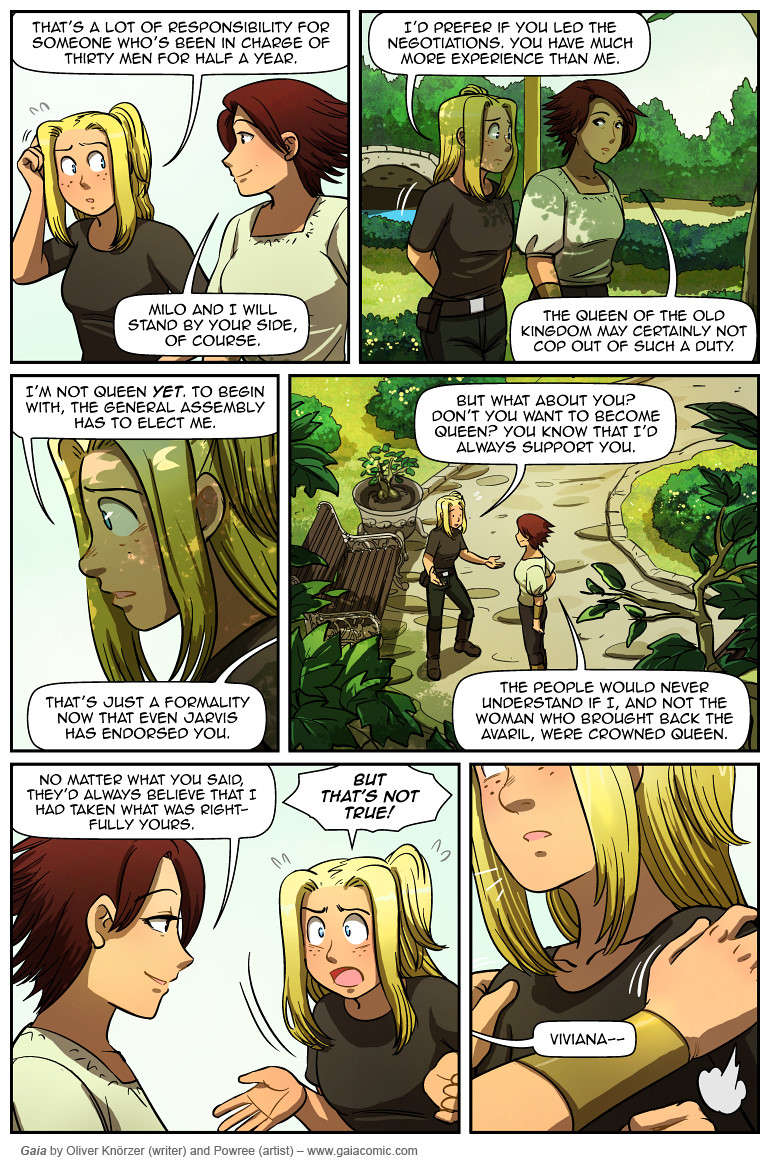 THAT'S A LOT OF RESPONSIBILITY FOR
SOMEONE WHO'S BEEN IN CHARGE OF
THIRTY MEN FOR HALF A YEAR.
MILO AND I WILL
STAND BY YOUR SIDE,
OF COURSE.
I'D PREFER IF YOU LED THE
NEGOTIATIONS. YOU HAVE MUCH
MORE EXPERIENCE THAN ME.
THE QUEEN OF THE OLD
KINGDOM MAY CERTAINLY NOT
COP OUT OF SUCH A DUTY.
I'M NOT QUEEN YET. TO BEGIN
WITH, THE GENERAL ASSEMBLY
HAS TO ELECT ME.
THAT'S JUST A FORMALITY
NOW THAT EVEN JARVIS
HAS ENDORSED YOU.
BUT WHAT ABOUT YOU?
DON'T YOU WANT TO BECOME
QUEEN? YOU KNOW THAT I'D
ALWAYS SUPPORT YOU.
THE PEOPLE WOULD NEVER
UNDERSTAND IF I, AND NOT THE
WOMAN WHO BROUGHT BACK THE
AVARIL, WERE CROWNED QUEEN.
NO MATTER WHAT YOU SAID,
THEY'D ALWAYS BELIEVE THAT I
HAD TAKEN WHAT WAS RIGHT-
FULLY YOURS.
BUT
THAT'S NOT
TRUE!
VIVIANA--
Gaia by Oliver Knörzer (writer) and Powree (artist) – www.gaiacomic.com